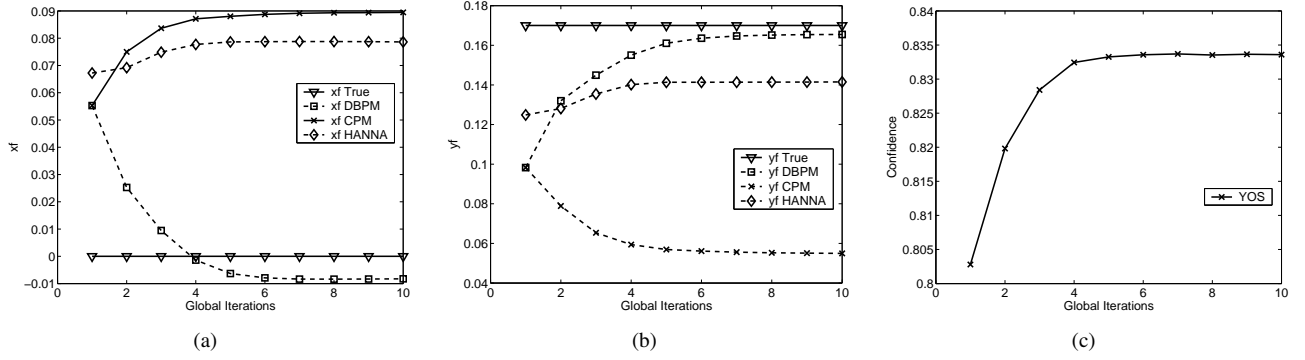 0.09
0.08
0.07
0.06
0.05
0.04
0.03
0.02
0.01
0
−0.01
xf
xf True
xf DBPM
xf CPM
xf HANNA
0 2 4 6 8 10
Global Iterations
(a)
0.18
0.16
0.14
0.12
0.1
0.08
0.06
0.04
yf
yf True
yf DBPM
yf CPM
yf HANNA
0 2 4 6 8 10
Global Iterations
(b)
0.84
0.835
0.83
0.825
0.82
0.815
0.81
0.805
0.8
Confidence
YOS
0 2 4 6 8 10
Global Iterations
(c)